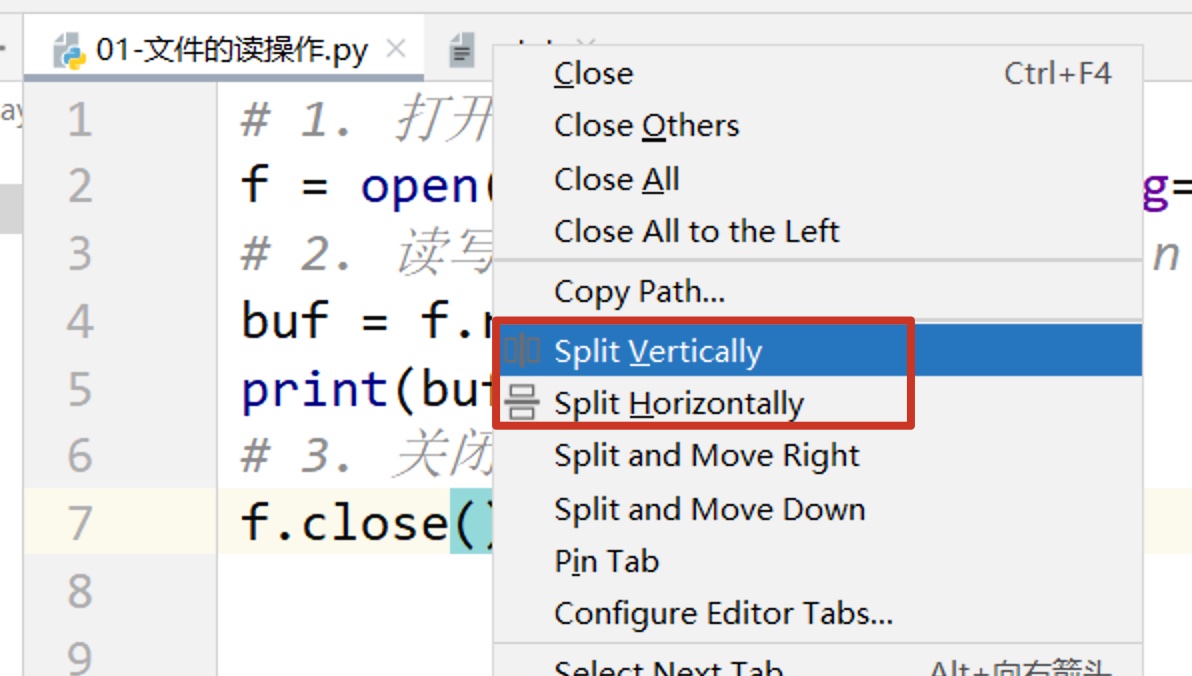 01-文件的读操作.py
1 # 1. 打开
2 f = open(
g=
3 # 2. 读写
n
4 buf = f.r
5 print(buf
6 # 3. 关闭
7 f.close()
8
9
Close Ctrl+F4
Close Others
Close All
Close All to the Left
Copy Path...
Split Vertically
Split Horizontally
Split and Move Right
Split and Move Down
Pin Tab
Configure Editor Tabs...
Select Next Tab Alt+向右箭头